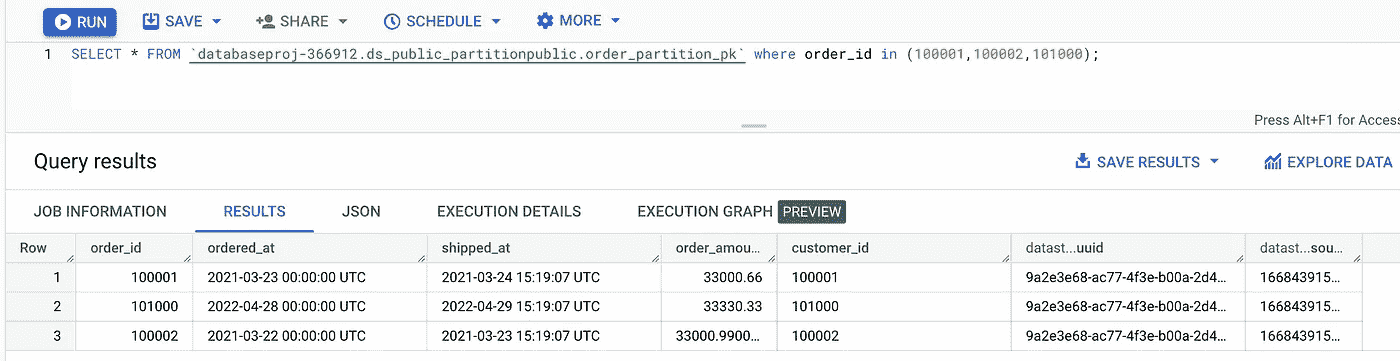 RUN SAVE SHARE SCHEDULE MORE
1 SELECT * FROM `databaseproj-366912.ds_public_partitionpublic.order_partition_pk` where order_id in (100001,100002,101000);
Press Alt+F1 for Access
Query results SAVE RESULTS EXPLORE DATA
JOB INFORMATION RESULTS JSON EXECUTION DETAILS EXECUTION GRAPH PREVIEW
Row order_id ordered_at shipped_at order_amou... customer_id datast...uuid datast...sou...
1 100001 2021-03-23 00:00:00 UTC 2021-03-24 15:19:07 UTC 33000.66 100001 9a2e3e68-ac77-4f3e-b00a-2d4... 166843915...
2 101000 2022-04-28 00:00:00 UTC 2022-04-29 15:19:07 UTC 33330.33 101000 9a2e3e68-ac77-4f3e-b00a-2d4... 166843915...
3 100002 2021-03-22 00:00:00 UTC 2021-03-23 15:19:07 UTC 33000.9900... 100002 9a2e3e68-ac77-4f3e-b00a-2d4... 166843915...